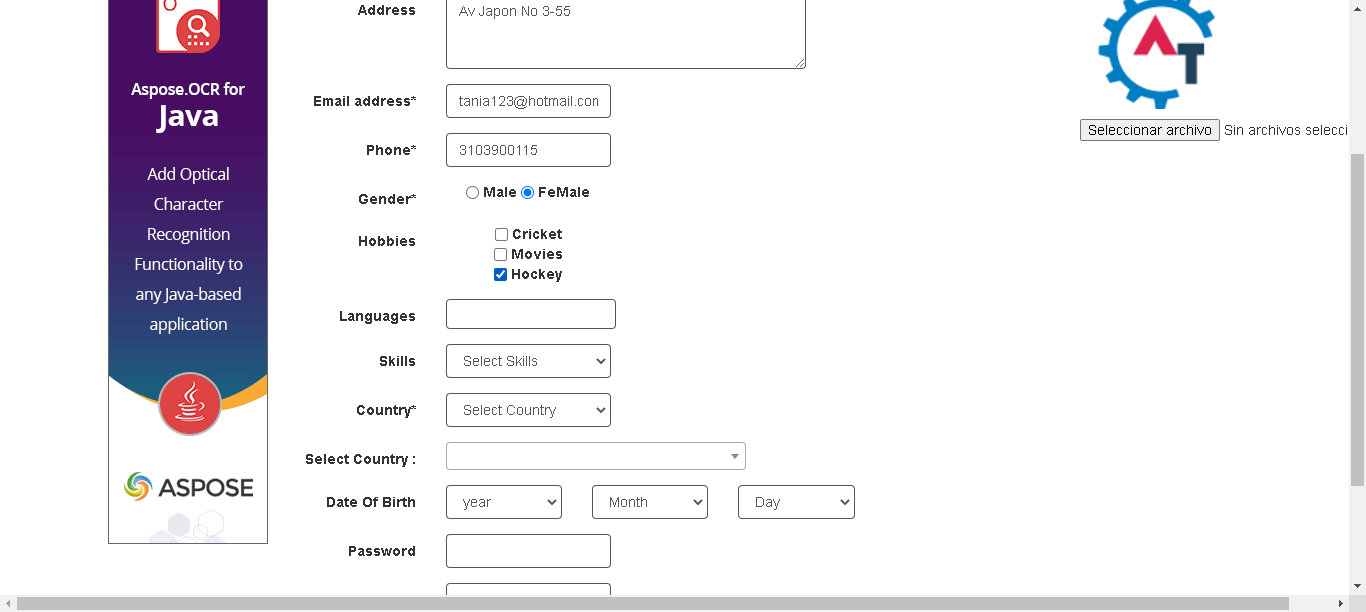 Address
Av Japon No 3-55
Email address*
tania123@hotmail.con
Phone*
3103900115
Gender*
Male FeMale
Hobbies
Cricket
Movies
Hockey
Languages
Skills
Select Skills
Country*
Select Country
Select Country :
Date Of Birth
year Month Day
Password
Aspose.OCR for
Java
Add Optical
Character
Recognition
Functionality to
any Java-based
application
ASPOSE
AT
Seleccionar archivo Sin archivos selecci